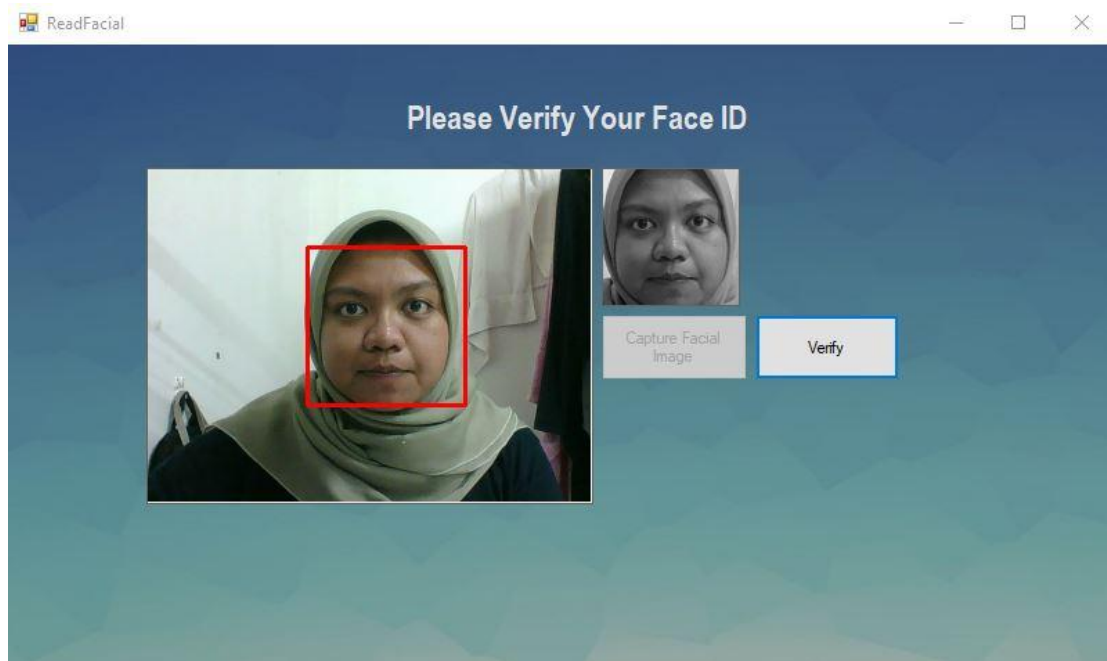 ReadFacial
Please Verify Your Face ID
Capture Facial
Image
Verify